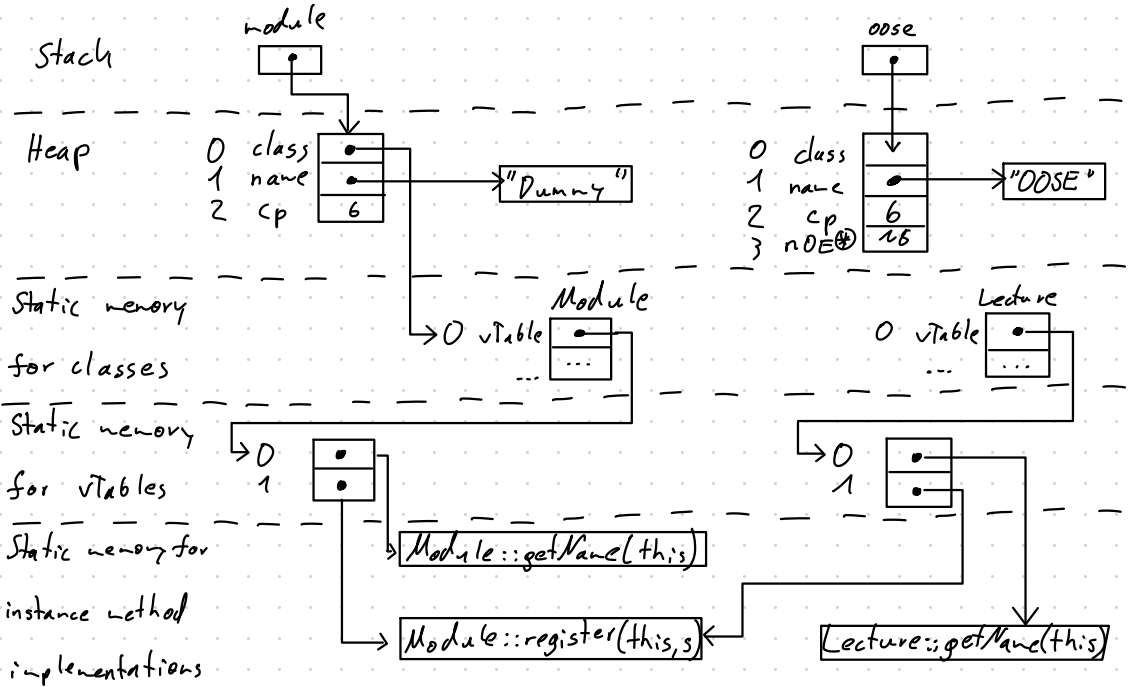 module
oose
Stack
Heap
0 class
1 name
2 cp 6
"Dummy"
0 class
1 name
2 cp 6
3 nOE⊛ 15
"OOSE"
Static memory
for classes
Module
0 vTable
... ...
Lecture
0 vTable
... ...
Static memory
for vTables
0
1
0
1
Static memory for
instance method
implementations
Module::getName(this)
Module::register(this,s)
Lecture::getName(this)